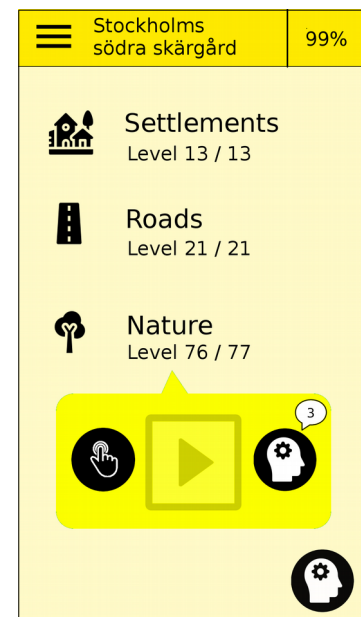 Stockholms
södra skärgård
99%
Settlements
Level 13 / 13
Roads
Level 21 / 21
Nature
Level 76 / 77
3